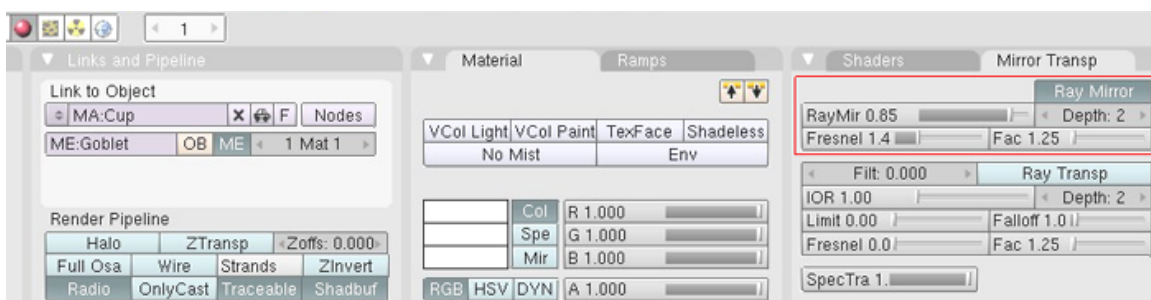 1
Links and Pipeline
Link to Object
MA:Cup X F Nodes
ME:Goblet OB ME 1 Mat 1
Render Pipeline
Halo ZTransp Zoffs: 0.000
Full Osa Wire Strands ZInvert
Radio OnlyCast Traceable Shadbuf
Material Ramps
VCol Light VCol Paint TexFace Shadeless
No Mist Env
Col R 1.000
Spe G 1.000
Mir B 1.000
RGB HSV DYN A 1.000
Shaders Mirror Transp
Ray Mirror
RayMir 0.85 Depth: 2
Fresnel 1.4 Fac 1.25
Filt: 0.000 Ray Transp
IOR 1.00 Depth: 2
Limit 0.00 Falloff 1.0
Fresnel 0.0 Fac 1.25
SpecTra 1.